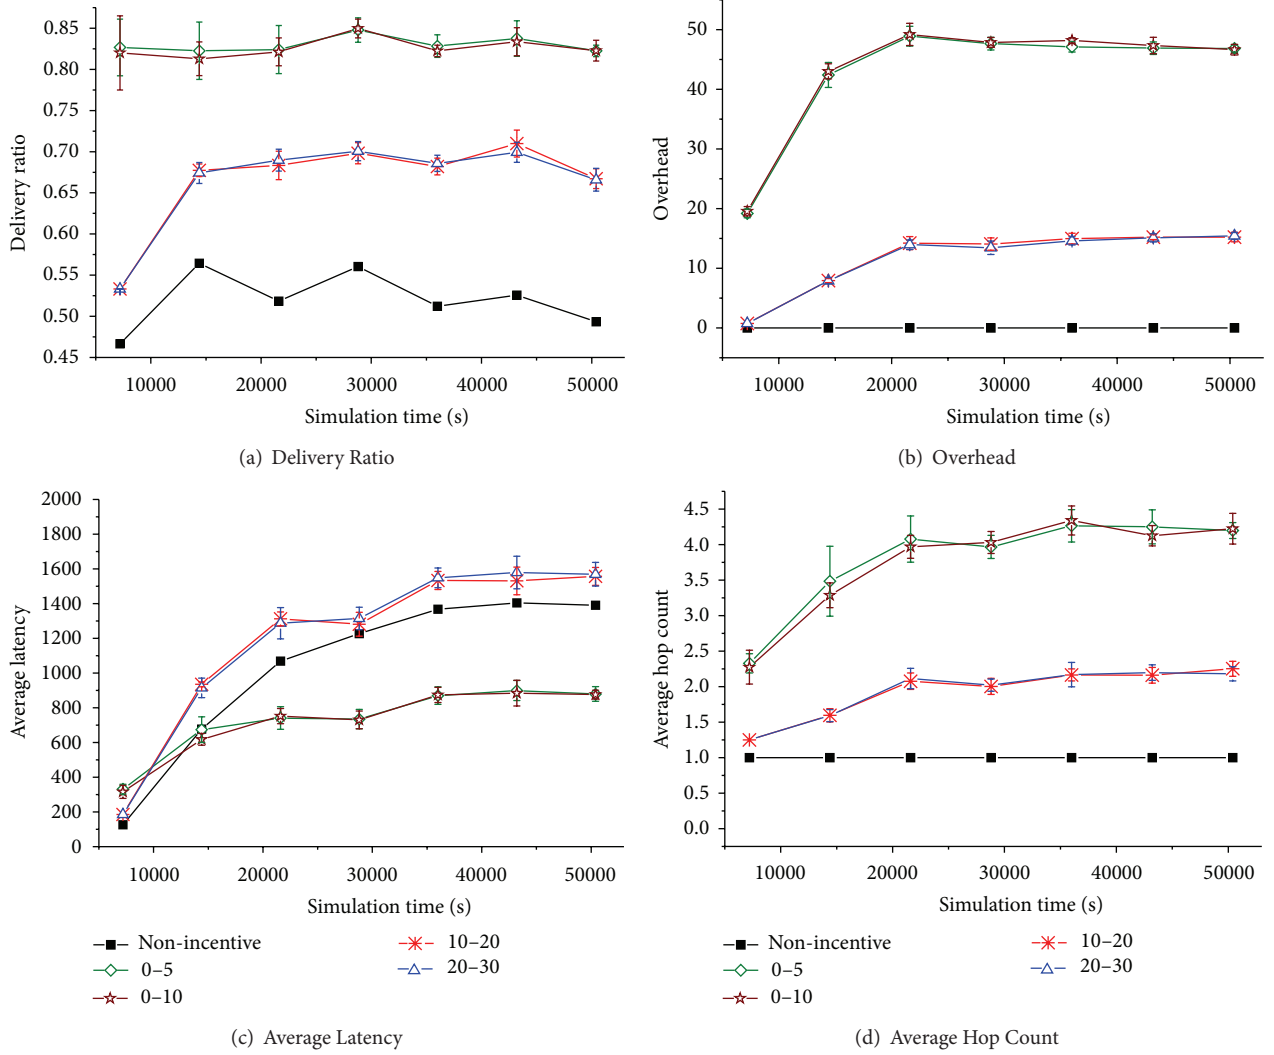 0.85
0.80
0.75
0.70
0.65
0.60
0.55
0.50
0.45
Delivery ratio
10000 20000 30000 40000 50000
Simulation time (s)
(a) Delivery Ratio
50
40
30
20
10
0
Overhead
10000 20000 30000 40000 50000
Simulation time (s)
(b) Overhead
2000
1800
1600
1400
1200
1000
800
600
400
200
0
Average latency
10000 20000 30000 40000 50000
Simulation time (s)
Non-incentive
0–5
0–10
10–20
20–30
(c) Average Latency
4.5
4.0
3.5
3.0
2.5
2.0
1.5
1.0
0.5
0.0
Average hop count
10000 20000 30000 40000 50000
Simulation time (s)
Non-incentive
0–5
0–10
10–20
20–30
(d) Average Hop Count